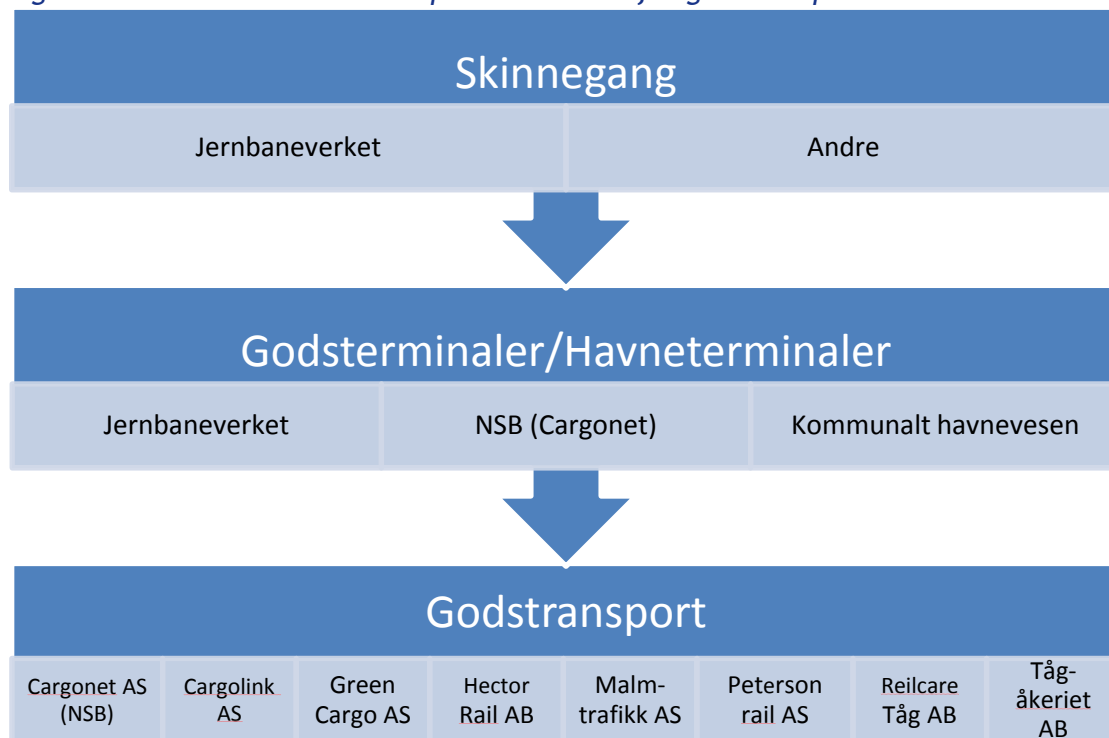 Skinnegang
Jernbaneverket
Andre
Godsterminaler/Havneterminaler
Jernbaneverket
NSB (Cargonet)
Kommunalt havnevesen
Godstransport
Cargonet AS
(NSB)
Cargolink
AS
Green
Cargo AS
Hector
Rail AB
Malm-
trafikk AS
Peterson
rail AS
Reilcare
Tåg AB
Tåg-
åkeriet
AB